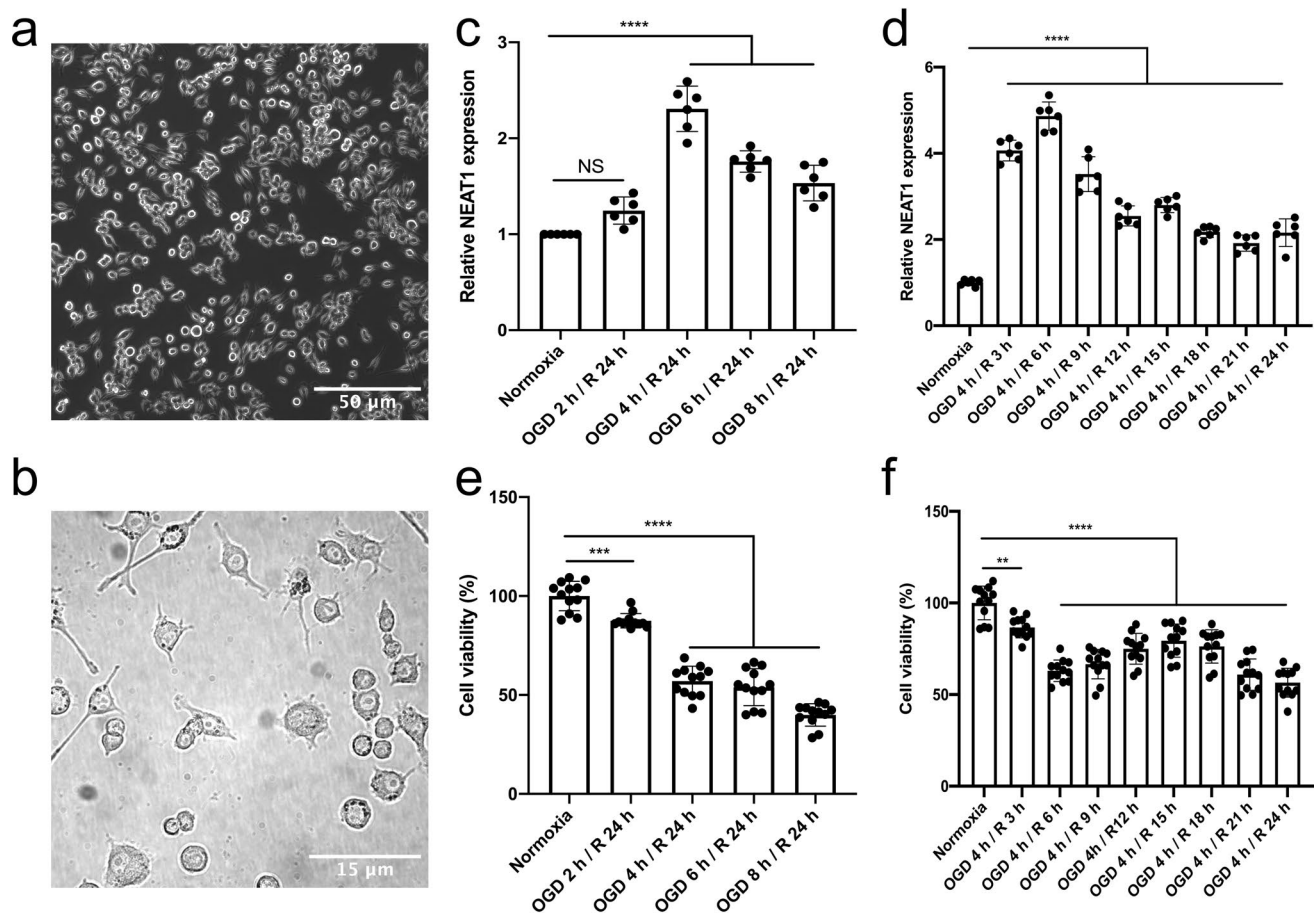 a
50 µm
b
15 µm
c
****
NS
Relative NEAT1 expression
3
2
1
0
Normoxia
OGD 2 h / R 24 h
OGD 4 h / R 24 h
OGD 6 h / R 24 h
OGD 8 h / R 24 h
d
****
Relative NEAT1 expression
6
4
2
0
Normoxia
OGD 4 h / R 3 h
OGD 4 h / R 6 h
OGD 4 h / R 9 h
OGD 4 h / R 12 h
OGD 4 h / R 15 h
OGD 4 h / R 18 h
OGD 4 h / R 21 h
OGD 4 h / R 24 h
e
****
***
Cell viability (%)
150
100
50
0
Normoxia
OGD 2 h / R 24 h
OGD 4 h / R 24 h
OGD 6 h / R 24 h
OGD 8 h / R 24 h
f
****
**
Cell viability (%)
150
100
50
0
Normoxia
OGD 4 h / R 3 h
OGD 4 h / R 6 h
OGD 4 h / R 9 h
OGD 4 h /R12 h
OGD 4 h / R 15 h
OGD 4 h / R 18 h
OGD 4 h / R 21 h
OGD 4 h / R 24 h